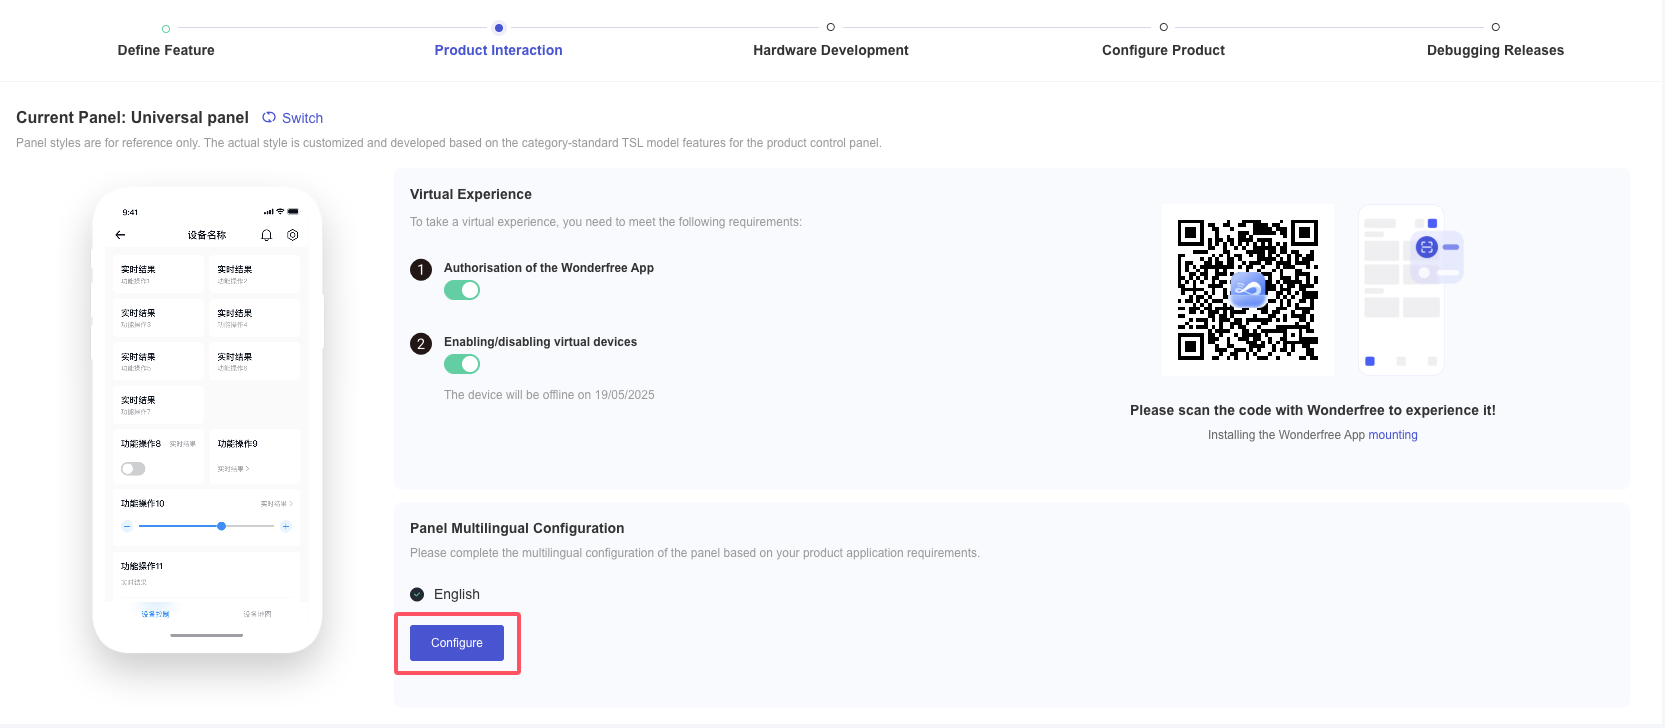 Define Feature
Product Interaction
Hardware Development
Configure Product
Debugging Releases
Current Panel: Universal panel
Switch
Panel styles are for reference only. The actual style is customized and developed based on the category-standard TSL model features for the product control panel.
9:41
设备名称
实时结果
功能操作1
实时结果
功能操作2
实时结果
功能操作3
实时结果
功能操作4
实时结果
功能操作5
实时结果
功能操作6
实时结果
功能操作7
功能操作8 实时结果
功能操作9
实时结果 >
功能操作10 实时结果 >
功能操作11
实时结果
设备控制
设备地图
Virtual Experience
To take a virtual experience, you need to meet the following requirements:
1 Authorisation of the Wonderfree App
2 Enabling/disabling virtual devices
The device will be offline on 19/05/2025
Please scan the code with Wonderfree to experience it!
Installing the Wonderfree App mounting
Panel Multilingual Configuration
Please complete the multilingual configuration of the panel based on your product application requirements.
English
Configure